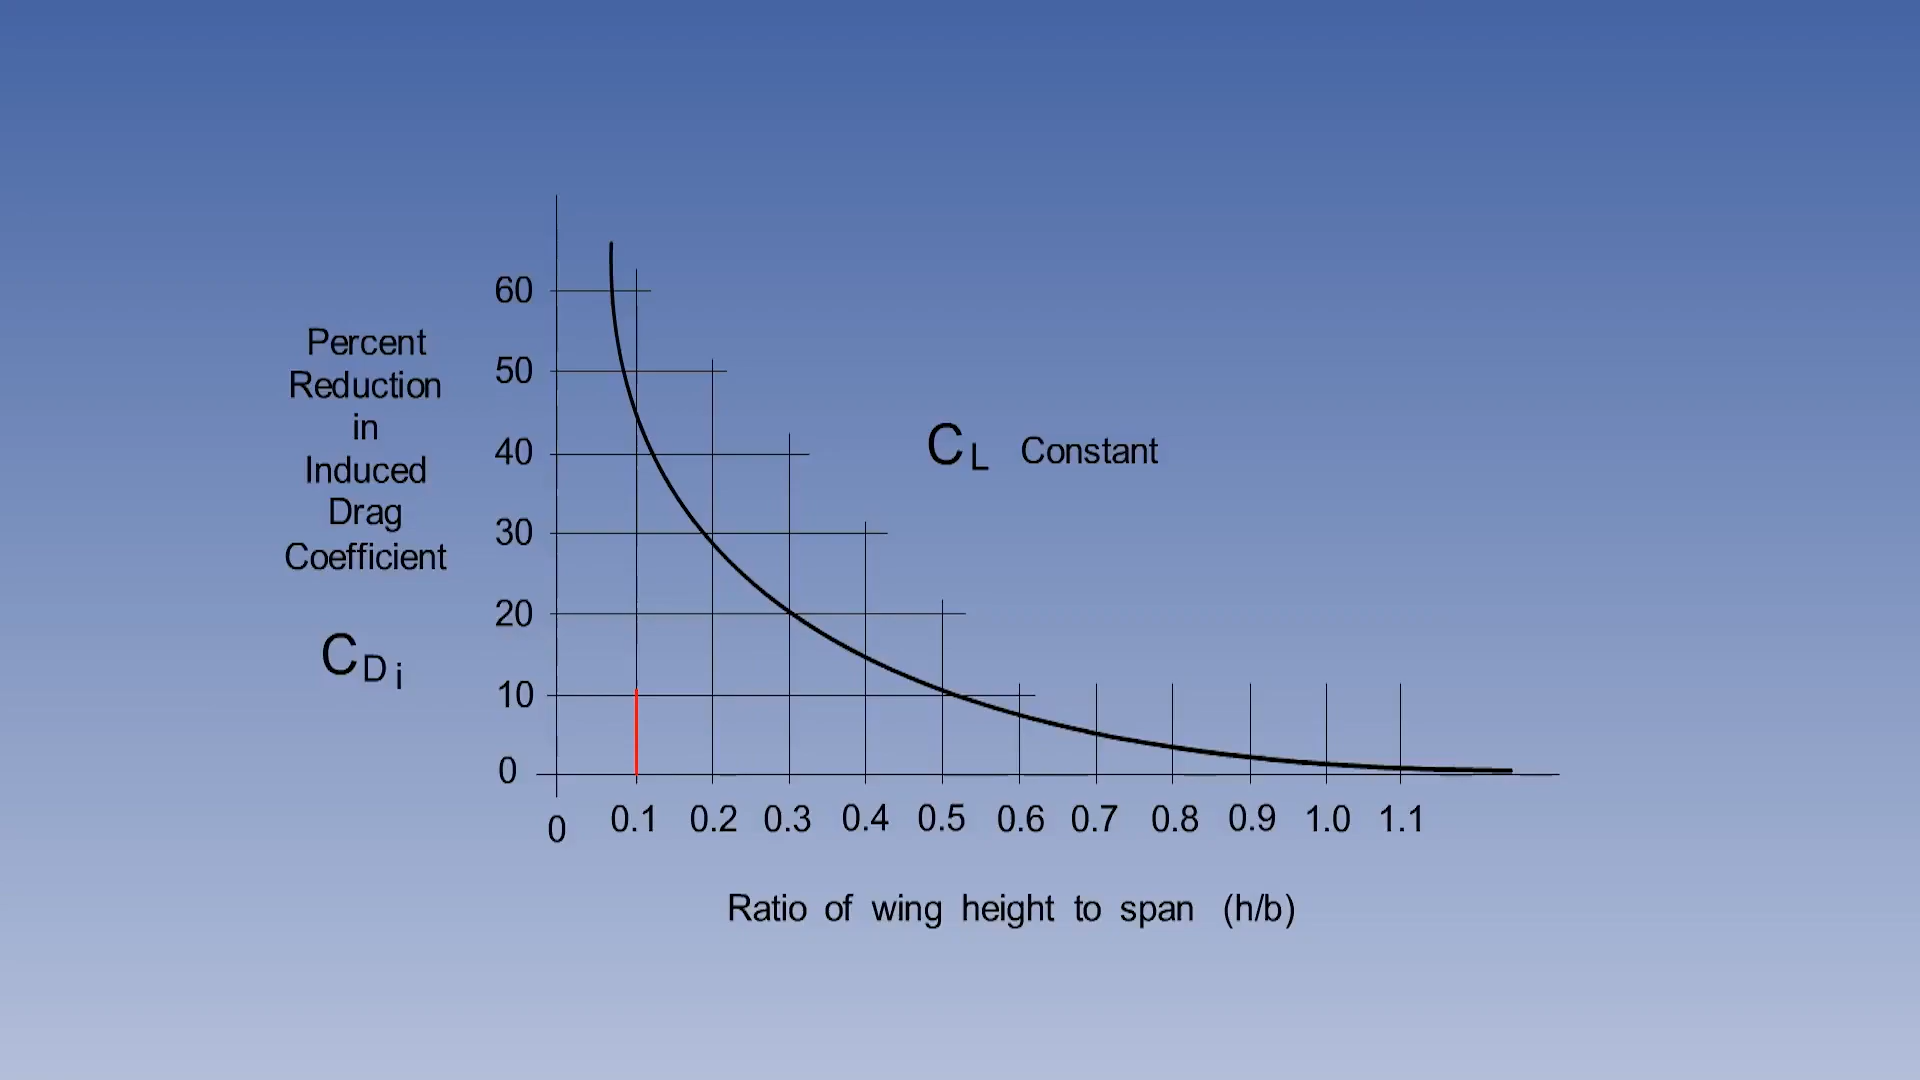 60
Percent
Reduction
in
Induced
Drag
Coefficient
50
40
30
20
10
0
C L Constant
C D i
0 0.1 0.2 0.3 0.4 0.5 0.6 0.7 0.8 0.9 1.0 1.1
Ratio of wing height to span (h/b)